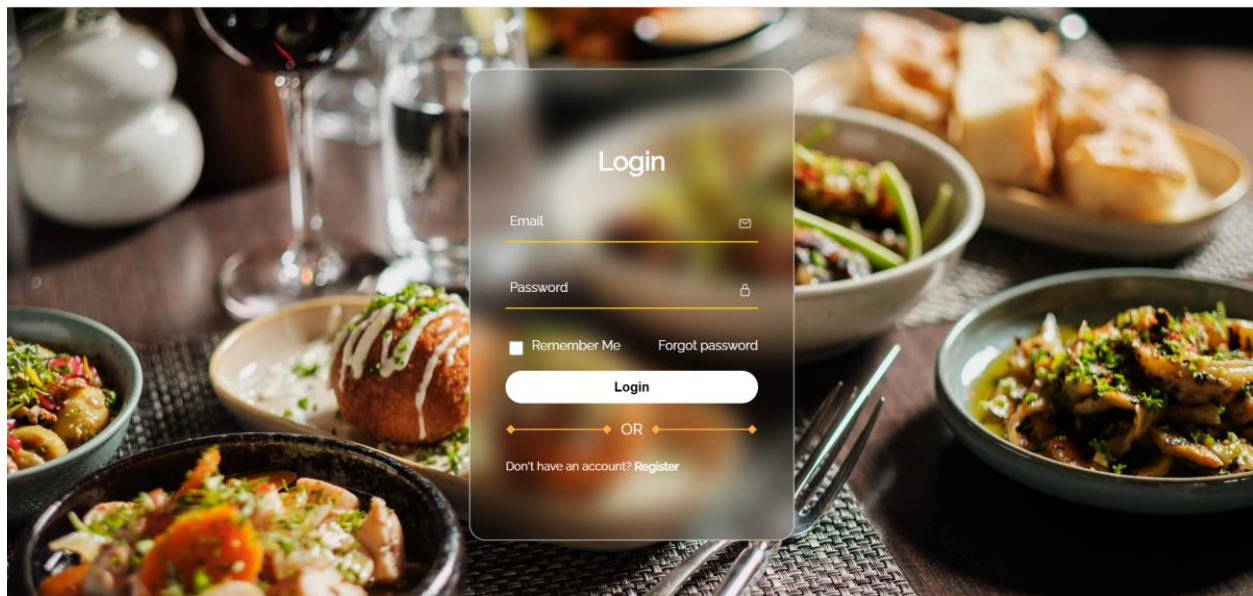 Login
Email
Password
Remember Me Forgot password
Login
OR
Don't have an account? Register